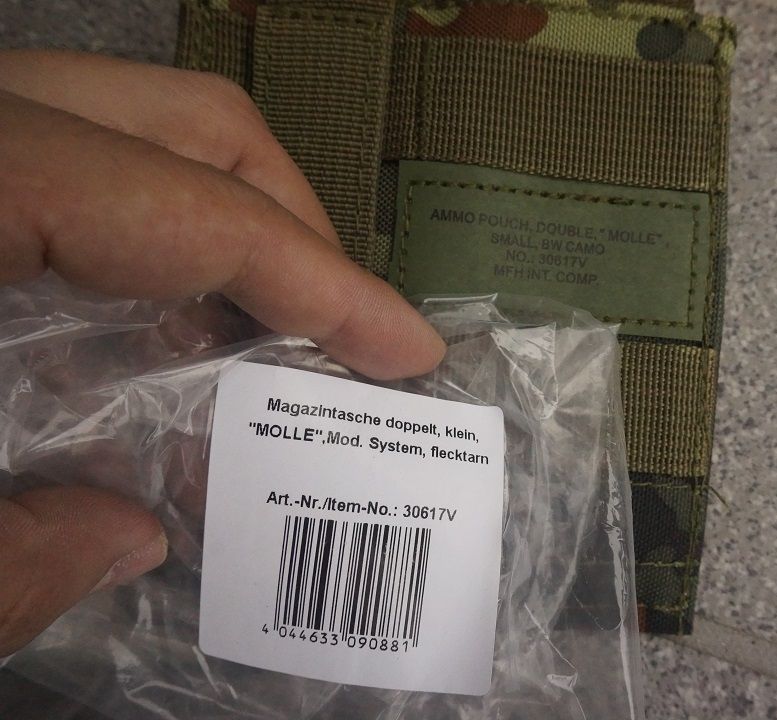 AMMO POUCH, DOUBLE, "MOLLE",
SMALL, BW CAMO
NO.: 30617V
MFH INT. COMP.
Magazintasche doppelt, klein,
"MOLLE",Mod. System, flecktarn
Art.-Nr./Item-No.: 30617V
4 044633 090881